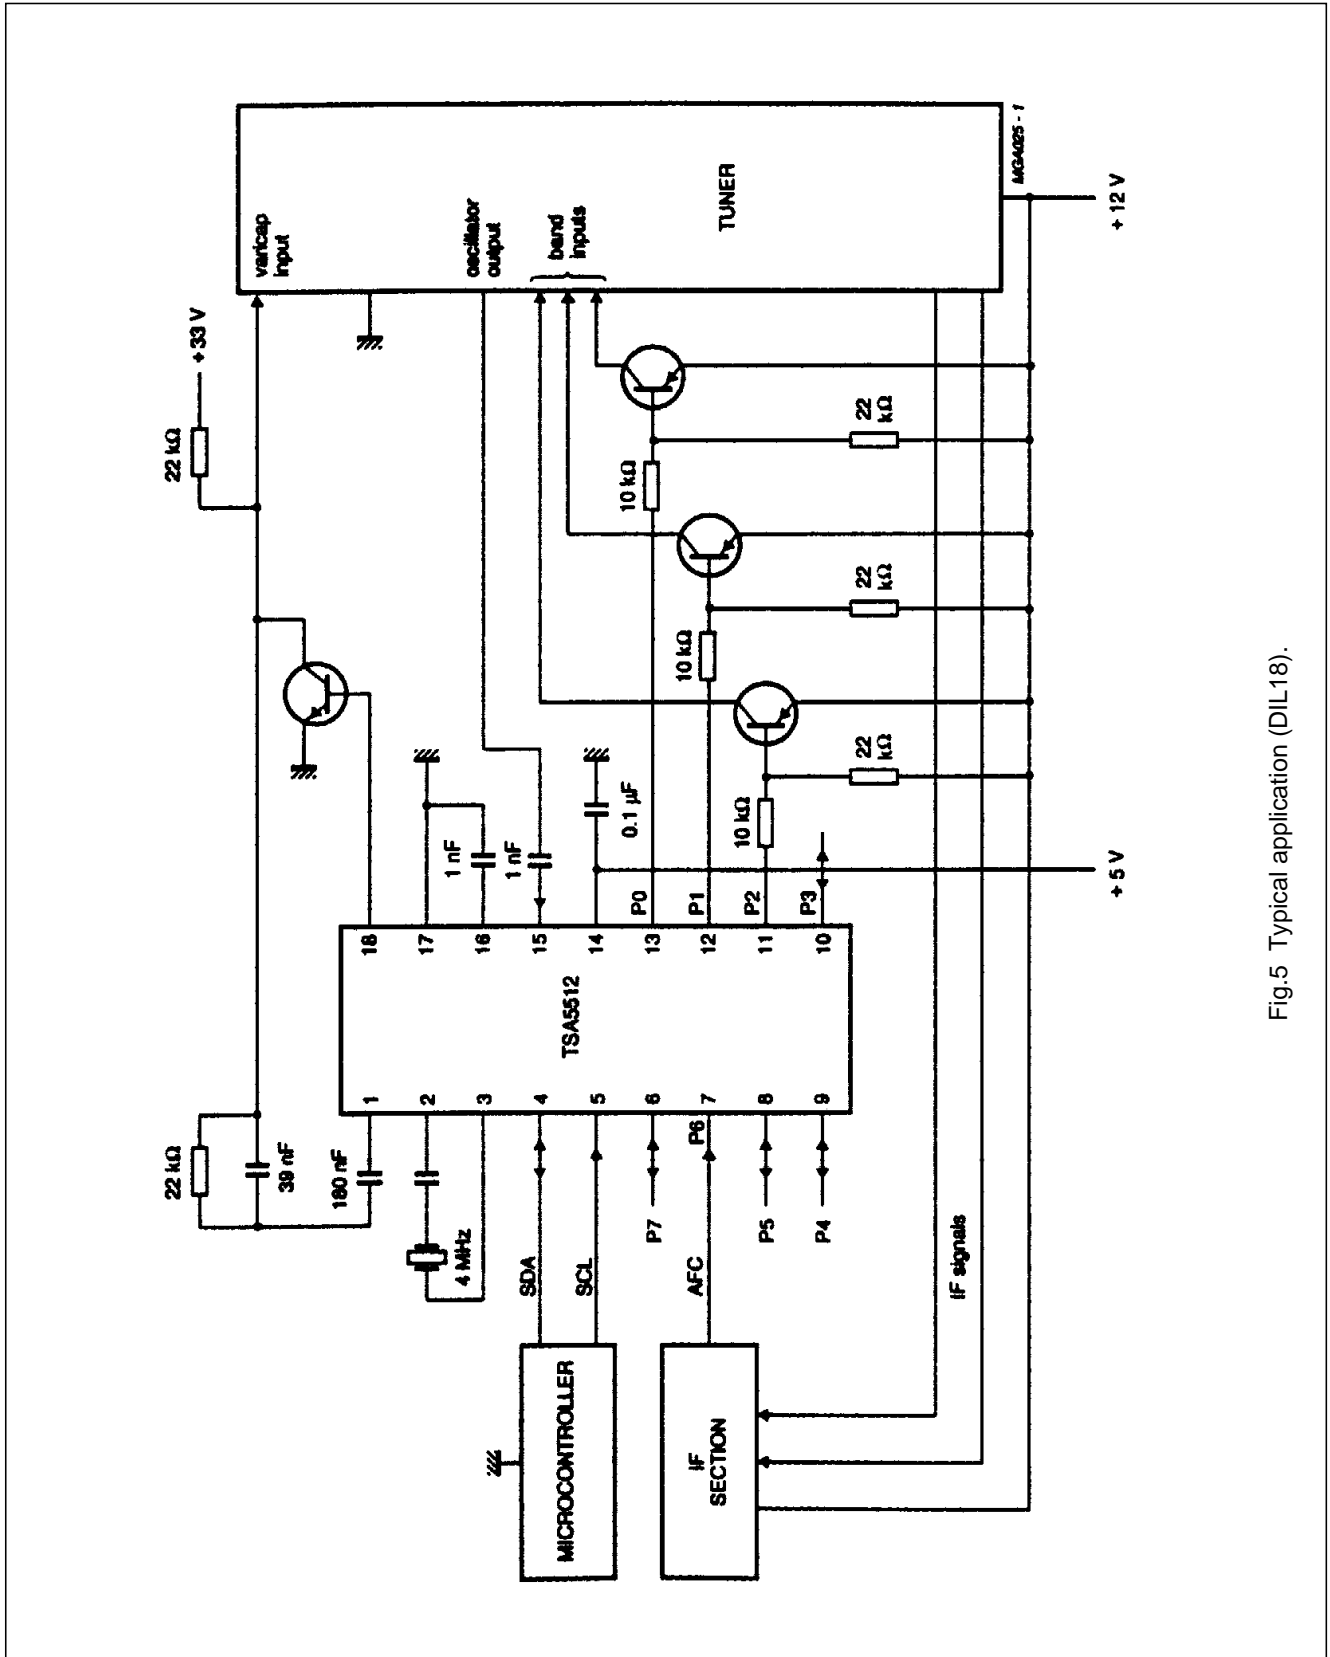 22 kΩ
+ 33 V
varicap
input
39 nF
180 nF
4 MHz
SDA
SCL
AFC
P7
P6
P5
P4
MICROCONTROLLER
IF
SECTION
1
2
3
4
5
6
7
8
9
TSA5512
18
17
16
15
14
13
12
11
10
P0
P1
P2
P3
22 kΩ
1 nF
1 nF
0.1 µF
10 kΩ
10 kΩ
10 kΩ
22
kΩ
22
kΩ
22
kΩ
oscillator
output
band
inputs
TUNER
IF signals
+ 5 V
+ 12 V
MGA025 - 1
Fig.5 Typical application (DIL18).